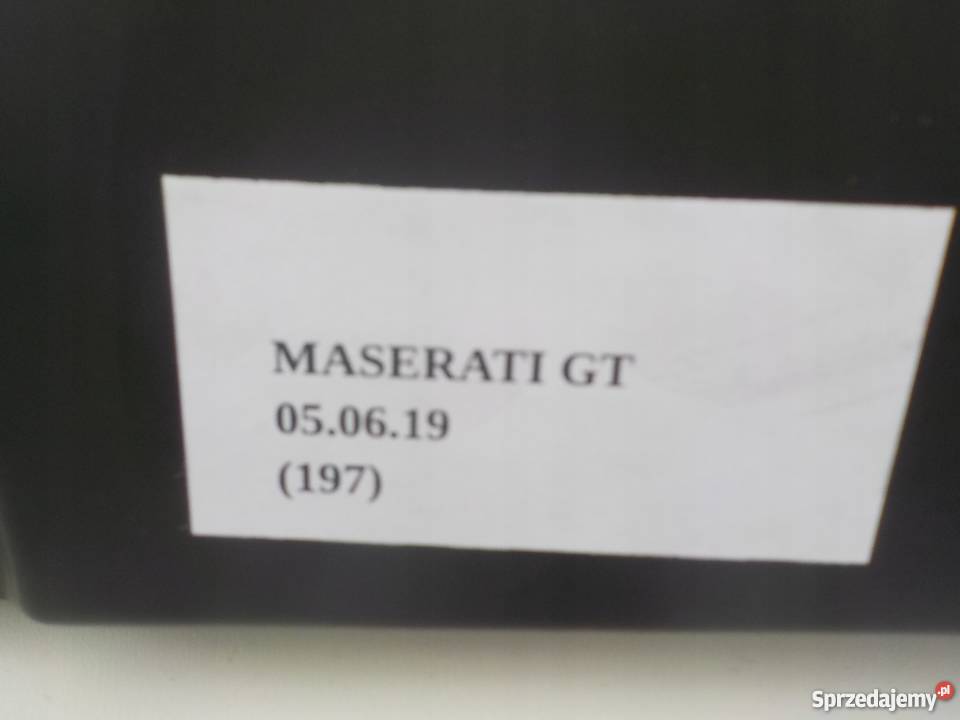 MASERATI GT
05.06.19
(197)
Sprzedajemy.pl